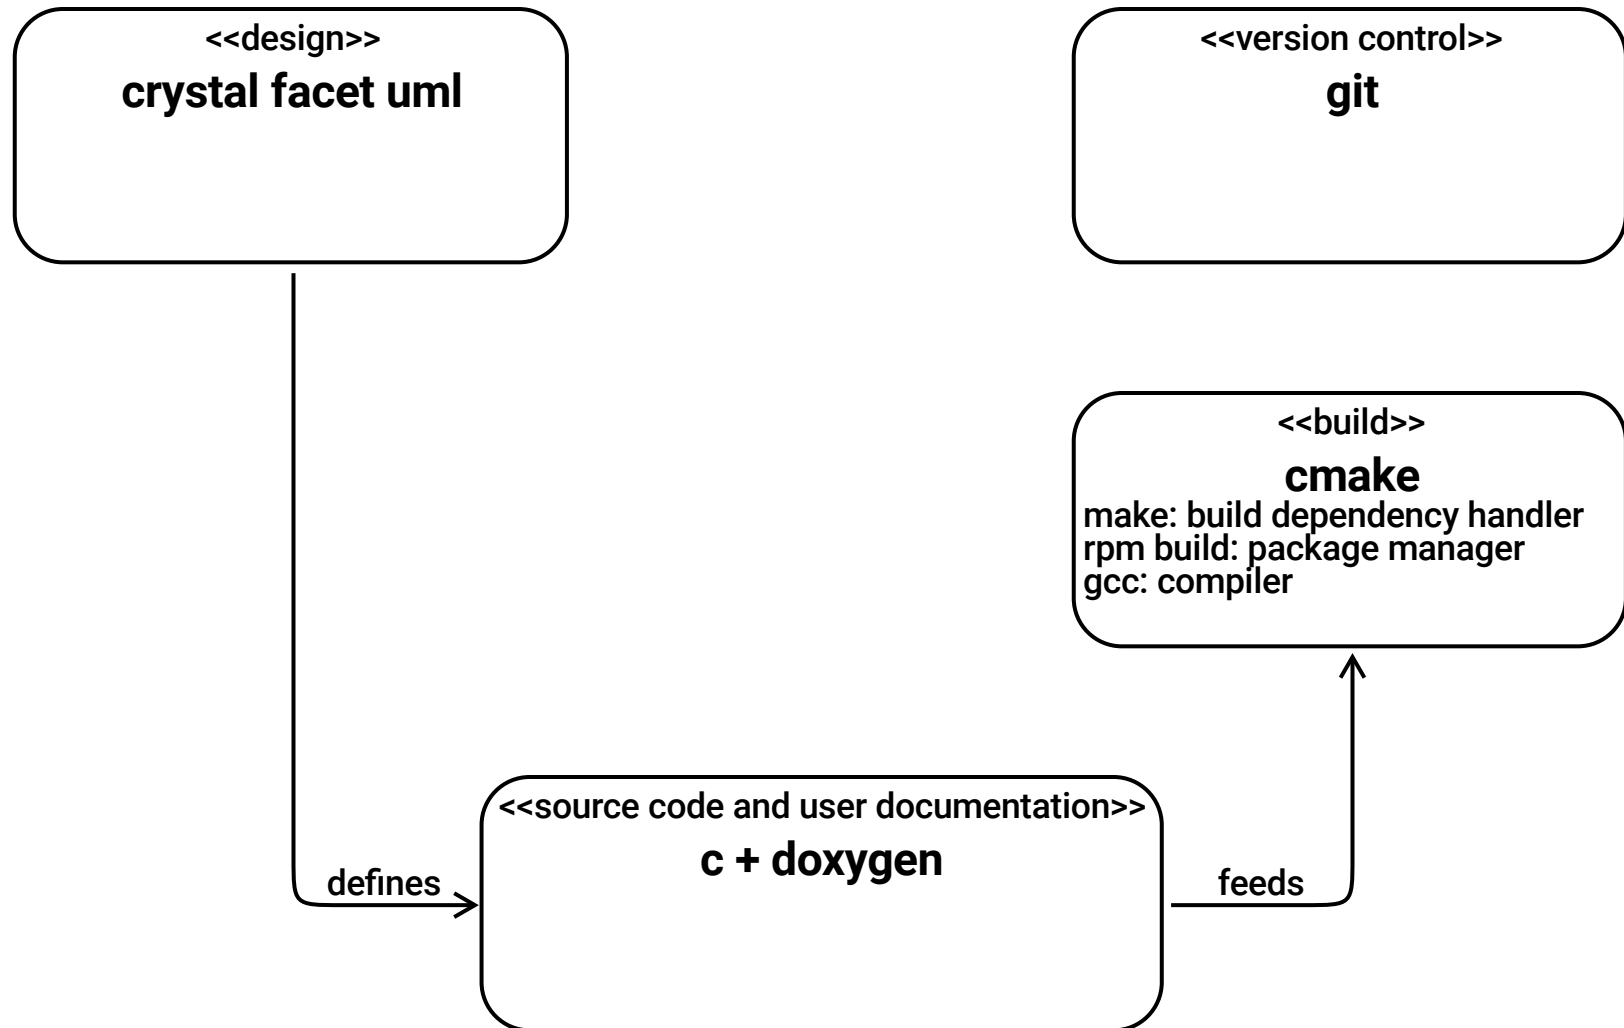 <<design>>
crystal facet uml
<<version control>>
git
<<build>>
cmake
make: build dependency handler
rpm build: package manager
gcc: compiler
<<source code and user documentation>>
c + doxygen
defines
feeds